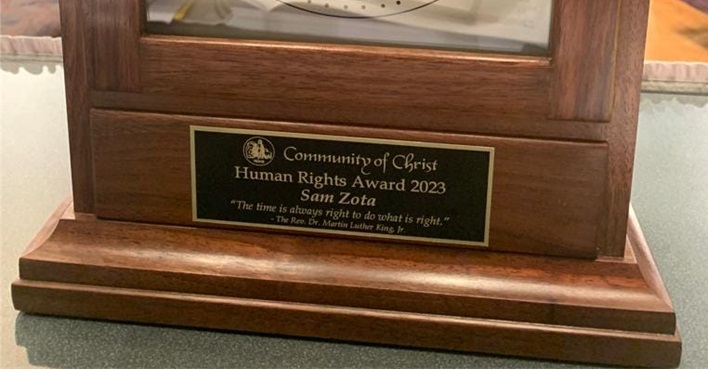 Community of Christ
Human Rights Award 2023
Sam Zota
“The time is always right to do what is right.”
- The Rev. Dr. Martin Luther King, Jr.